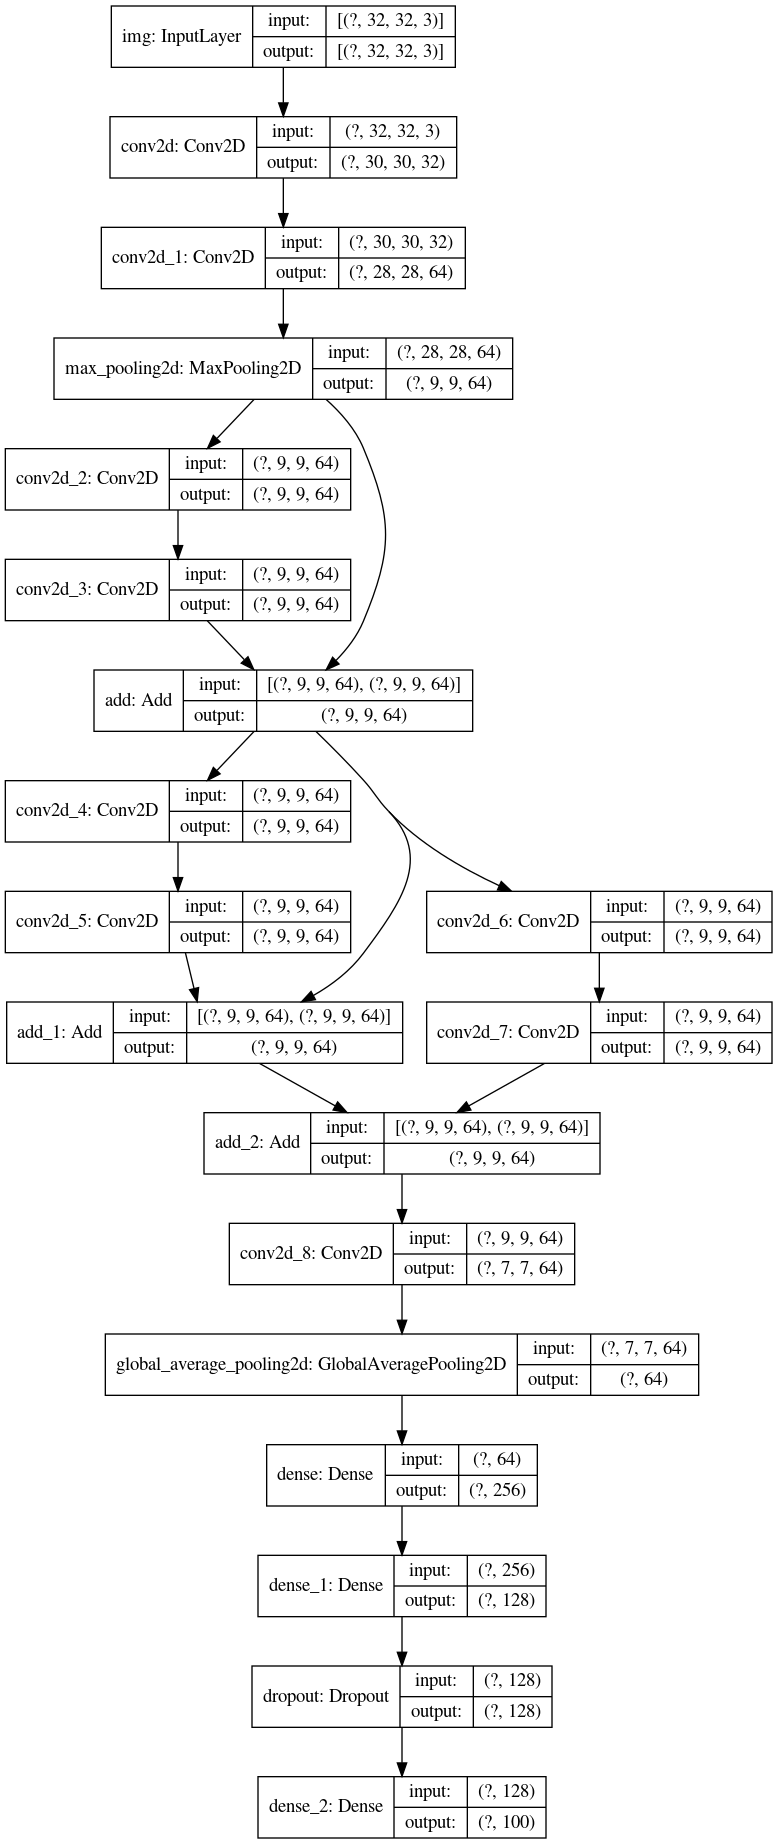 img: InputLayer
input: [(?, 32, 32, 3)]
output: [(?, 32, 32, 3)]
conv2d: Conv2D
input: (?, 32, 32, 3)
output: (?, 30, 30, 32)
conv2d_1: Conv2D
input: (?, 30, 30, 32)
output: (?, 28, 28, 64)
max_pooling2d: MaxPooling2D
input: (?, 28, 28, 64)
output: (?, 9, 9, 64)
conv2d_2: Conv2D
input: (?, 9, 9, 64)
output: (?, 9, 9, 64)
conv2d_3: Conv2D
input: (?, 9, 9, 64)
output: (?, 9, 9, 64)
add: Add
input: [(?, 9, 9, 64), (?, 9, 9, 64)]
output: (?, 9, 9, 64)
conv2d_4: Conv2D
input: (?, 9, 9, 64)
output: (?, 9, 9, 64)
conv2d_5: Conv2D
input: (?, 9, 9, 64)
output: (?, 9, 9, 64)
conv2d_6: Conv2D
input: (?, 9, 9, 64)
output: (?, 9, 9, 64)
add_1: Add
input: [(?, 9, 9, 64), (?, 9, 9, 64)]
output: (?, 9, 9, 64)
conv2d_7: Conv2D
input: (?, 9, 9, 64)
output: (?, 9, 9, 64)
add_2: Add
input: [(?, 9, 9, 64), (?, 9, 9, 64)]
output: (?, 9, 9, 64)
conv2d_8: Conv2D
input: (?, 9, 9, 64)
output: (?, 7, 7, 64)
global_average_pooling2d: GlobalAveragePooling2D
input: (?, 7, 7, 64)
output: (?, 64)
dense: Dense
input: (?, 64)
output: (?, 256)
dense_1: Dense
input: (?, 256)
output: (?, 128)
dropout: Dropout
input: (?, 128)
output: (?, 128)
dense_2: Dense
input: (?, 128)
output: (?, 100)